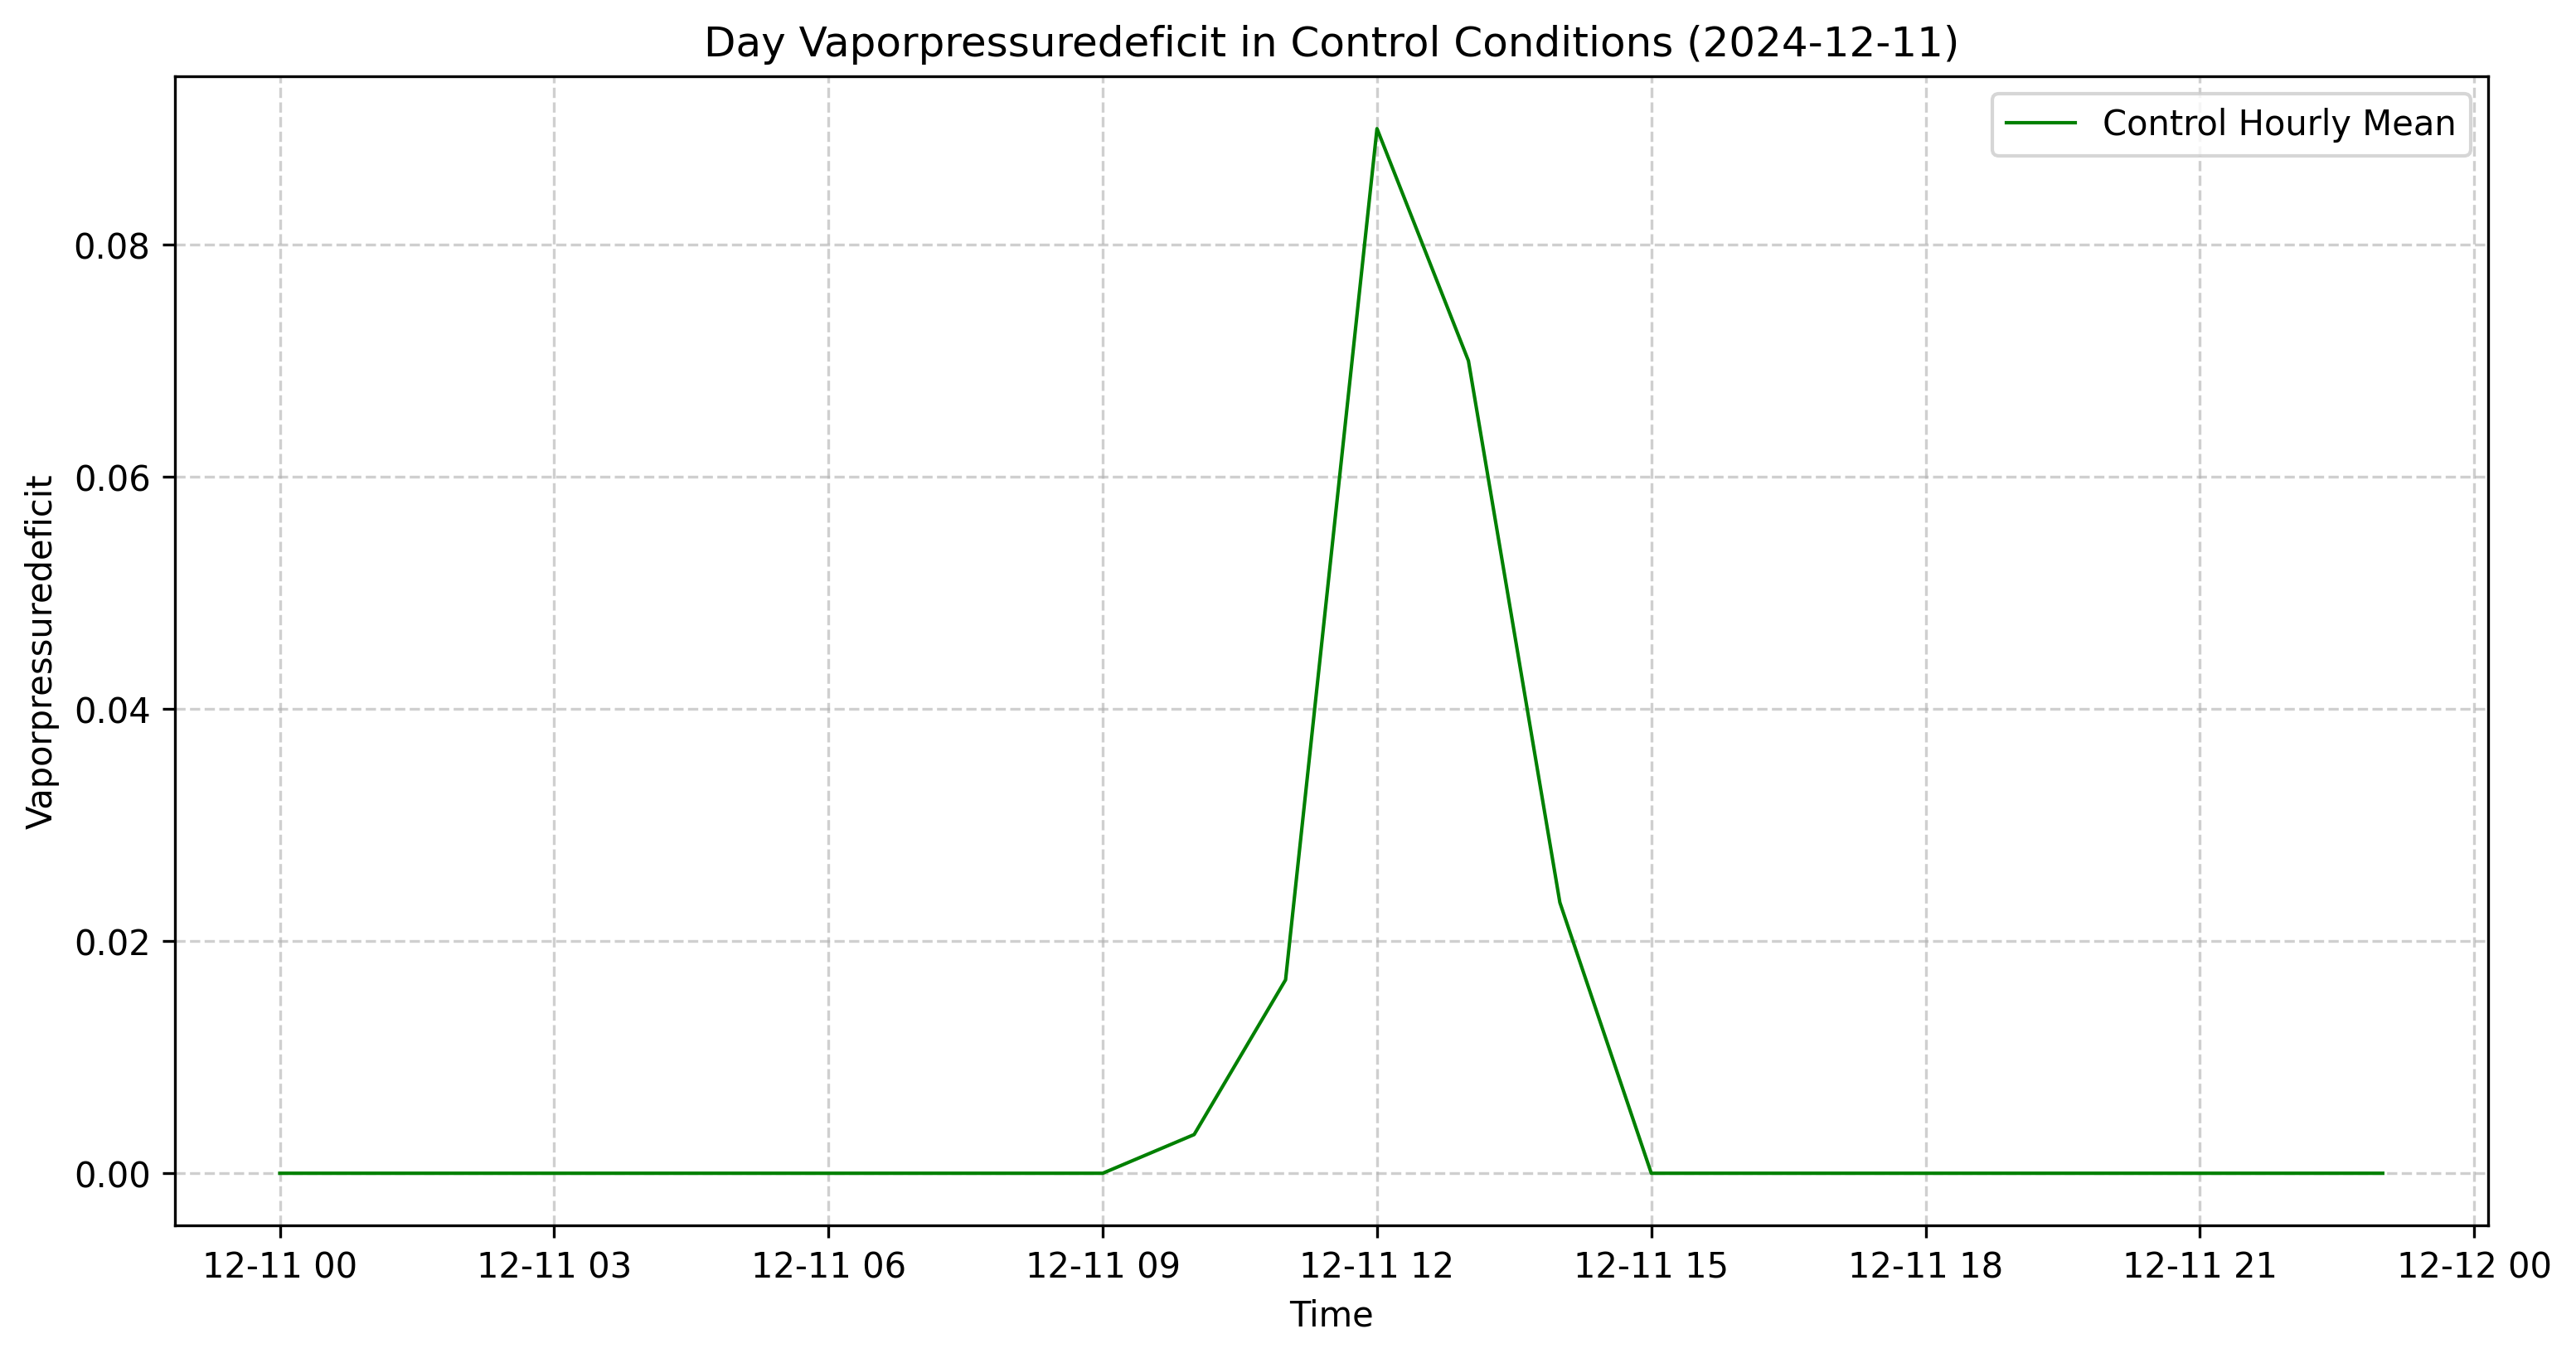 Day Vaporpressuredeficit in Control Conditions (2024-12-11)
Control Hourly Mean
Vaporpressuredeficit
0.08
0.06
0.04
0.02
0.00
12-11 00 12-11 03 12-11 06 12-11 09 12-11 12 12-11 15 12-11 18 12-11 21 12-12 00
Time